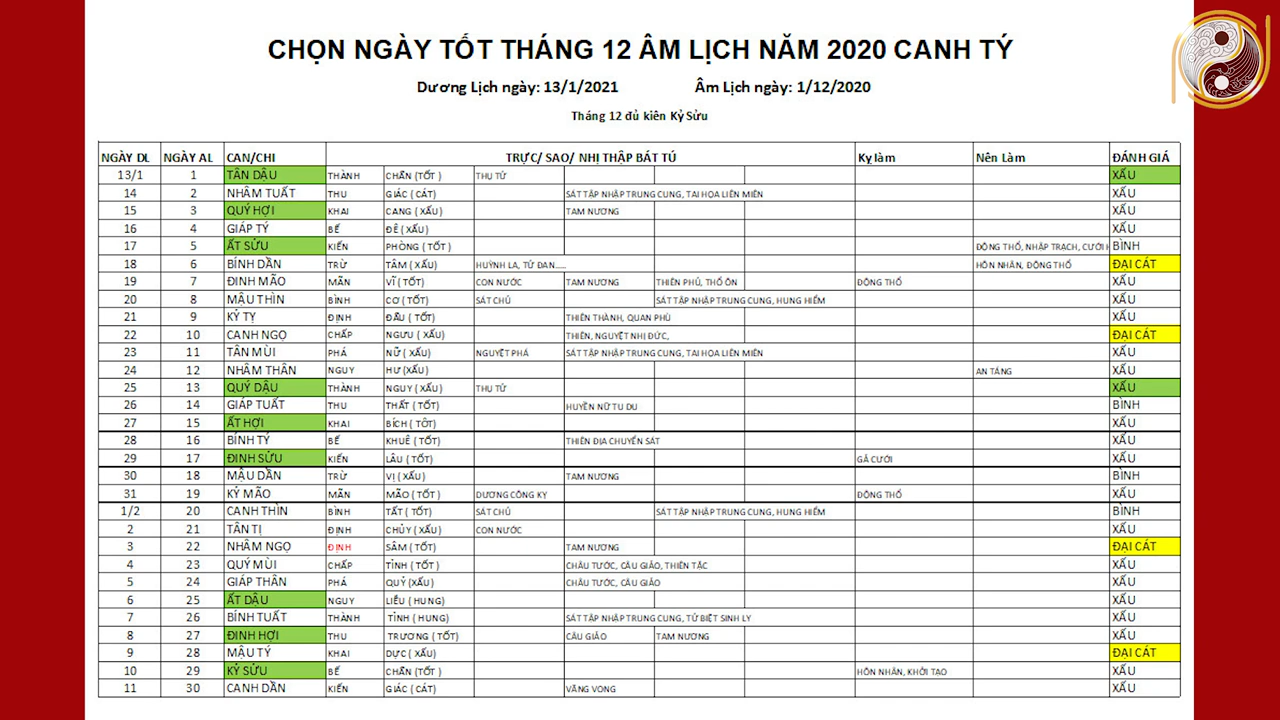 CHỌN NGÀY TỐT THÁNG 12 ÂM LỊCH NĂM 2020 CANH TÝ
Dương Lịch ngày: 13/1/2021 Âm Lịch ngày: 1/12/2020
Tháng 12 đủ kiên Kỷ Sửu
NGÀY DL NGÀY AL CAN/CHI TRỰC/ SAO/ NHỊ THẬP BÁT TÚ Kỵ làm Nên Làm ĐÁNH GIÁ
13/1 1 TÂN DẬU THÀNH CHẨN (TỐT ) THỤ TỬ XẤU
14 2 NHÂM TUẤT THU GIÁC ( CÁT) SÁT TẬP NHẬP TRUNG CUNG, TAI HỌA LIÊN MIÊN XẤU
15 3 QUÝ HỢI KHAI CANG ( XẤU) TAM NƯƠNG XẤU
16 4 GIÁP TÝ BẾ ĐÊ ( XẤU) XẤU
17 5 ẤT SỬU KIẾN PHÒNG ( TỐT ) ĐỘNG THỔ, NHẬP TRẠCH, CƯỚI BÌNH
18 6 BÍNH DẦN TRỪ TÂM ( XẤU) HUỲNH LA, TỬ ĐAN..... HÔN NHÂN, ĐỘNG THỔ ĐẠI CÁT
19 7 ĐINH MÃO MÃN VĨ ( TỐT) CON NƯỚC TAM NƯƠNG THIÊN PHỦ, THỔ ÔN ĐỘNG THỔ XẤU
20 8 MẬU THÌN BÌNH CƠ ( TỐT) SÁT CHỦ SÁT TẬP NHẬP TRUNG CUNG, HUNG HIỂM XẤU
21 9 KỶ TỴ ĐỊNH ĐẨU ( TỐT) THIÊN THÀNH, QUAN PHÙ XẤU
22 10 CANH NGỌ CHẤP NGƯU ( XẤU) THIÊN, NGUYỆT NHỊ ĐỨC, ĐẠI CÁT
23 11 TÂN MÙI PHÁ NỮ ( XẤU) NGUYỆT PHÁ SÁT TẬP NHẬP TRUNG CUNG, TAI HỌA LIÊN MIÊN XẤU
24 12 NHÂM THÂN NGUY HƯ (XẤU) AN TÁNG XẤU
25 13 QUÝ DẬU THÀNH NGUY ( XẤU) THỤ TỬ XẤU
26 14 GIÁP TUẤT THU THẤT ( TỐT) HUYỀN NỮ TU DU BÌNH
27 15 ẤT HỢI KHAI BÍCH ( TỐT) XẤU
28 16 BÍNH TÝ BẾ KHUÊ ( TỐT) THIÊN ĐỊA CHUYỂN SÁT XẤU
29 17 ĐINH SỬU KIẾN LÂU ( TỐT) GẢ CƯỚI XẤU
30 18 MẬU DẦN TRỪ VỊ ( XẤU) TAM NƯƠNG BÌNH
31 19 KỶ MÃO MÃN MÃO ( TỐT ) DƯƠNG CÔNG KỴ ĐỘNG THỔ XẤU
1/2 20 CANH THÌN BÌNH TẤT ( TỐT) SÁT CHỦ SÁT TẬP NHẬP TRUNG CUNG, HUNG HIỂM BÌNH
2 21 TÂN TỊ ĐỊNH CHỦY ( XẤU) CON NƯỚC XẤU
3 22 NHÂM NGỌ ĐỊNH SÂM ( TỐT) TAM NƯƠNG ĐẠI CÁT
4 23 QUÝ MÙI CHẤP TỈNH ( TỐT ) CHÂU TƯỚC, CÂU GIẢO, THIÊN TẶC XẤU
5 24 GIÁP THÂN PHÁ QUỶ (XẤU) CHÂU TƯỚC, CÂU GIẢO XẤU
6 25 ẤT DẬU NGUY LIỄU ( HUNG) XẤU
7 26 BÍNH TUẤT THÀNH TINH ( HUNG) SÁT TẬP NHẬP TRUNG CUNG, TỬ BIỆT SINH LY XẤU
8 27 ĐINH HỢI THU TRƯƠNG ( TỐT) CÂU GIẢO TAM NƯƠNG XẤU
9 28 MẬU TÝ KHAI DỰC ( XẤU) ĐẠI CÁT
10 29 KỶ SỬU BẾ CHẨN (TỐT ) HÔN NHÂN, KHỞI TẠO XẤU
11 30 CANH DẦN KIẾN GIÁC ( CÁT) VÃNG VONG XẤU